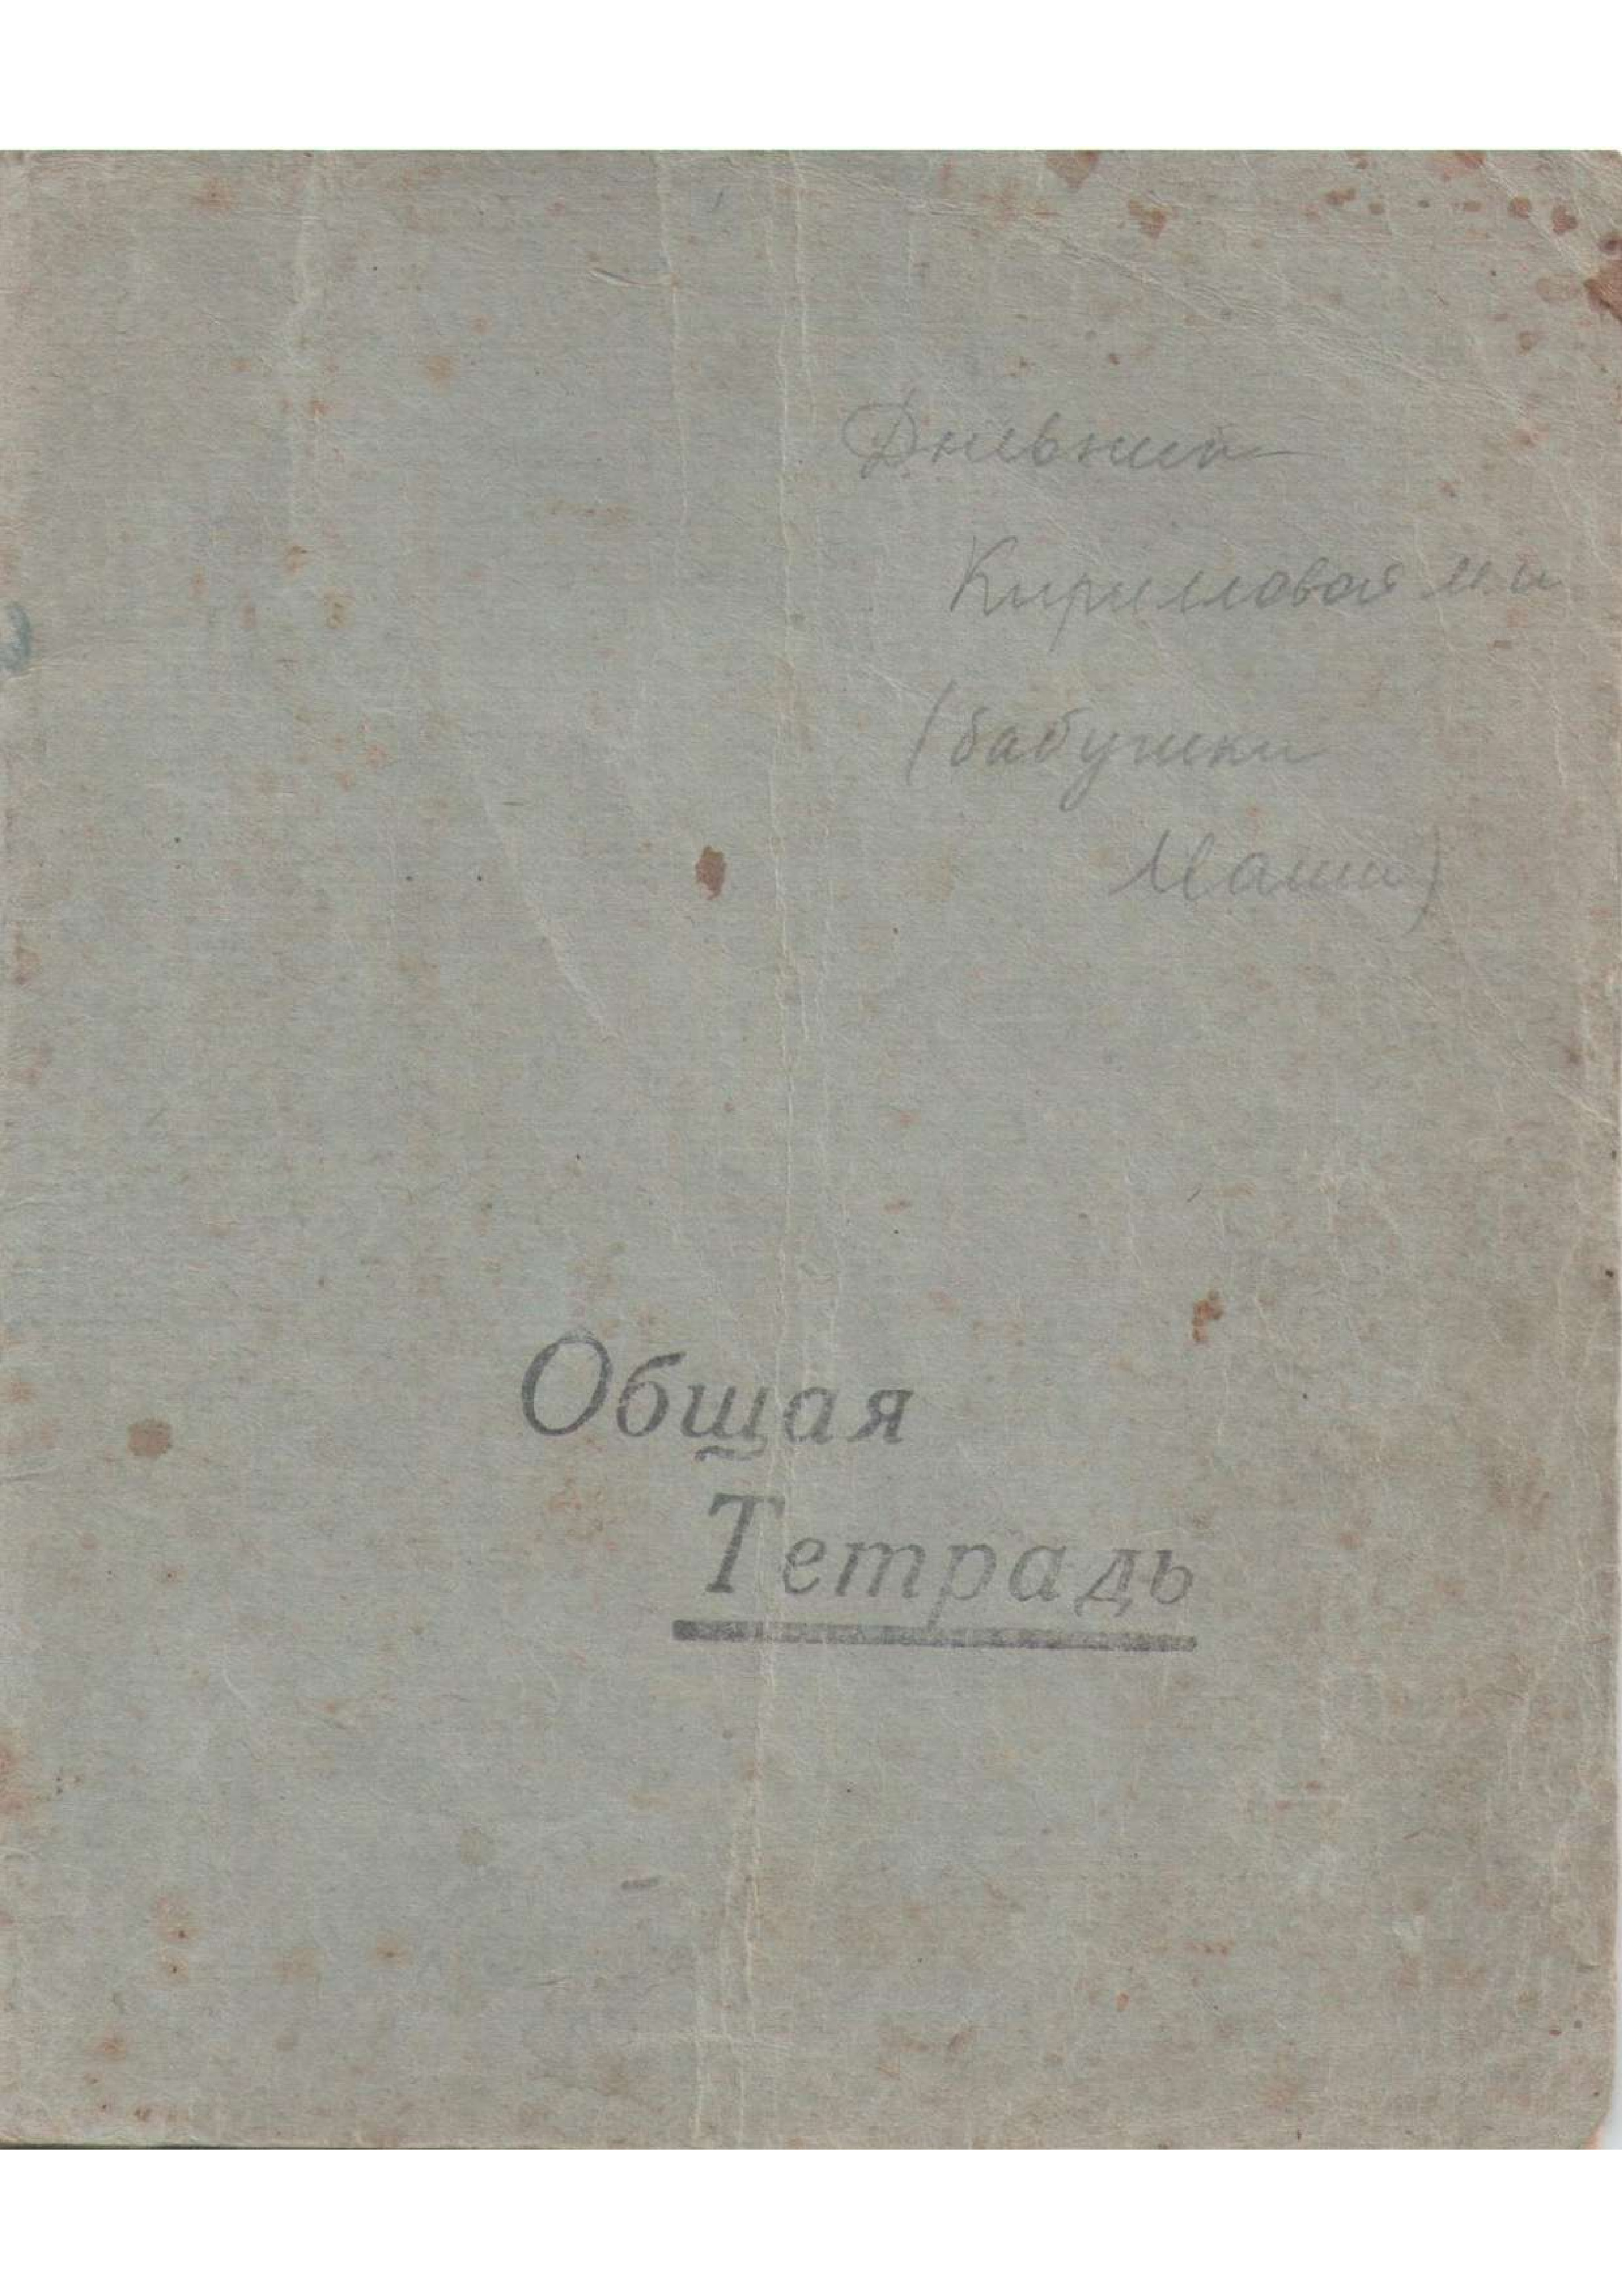 Дневник
Кирилловой М.И
(бабушки
Маши)
Общая
Тетрадь